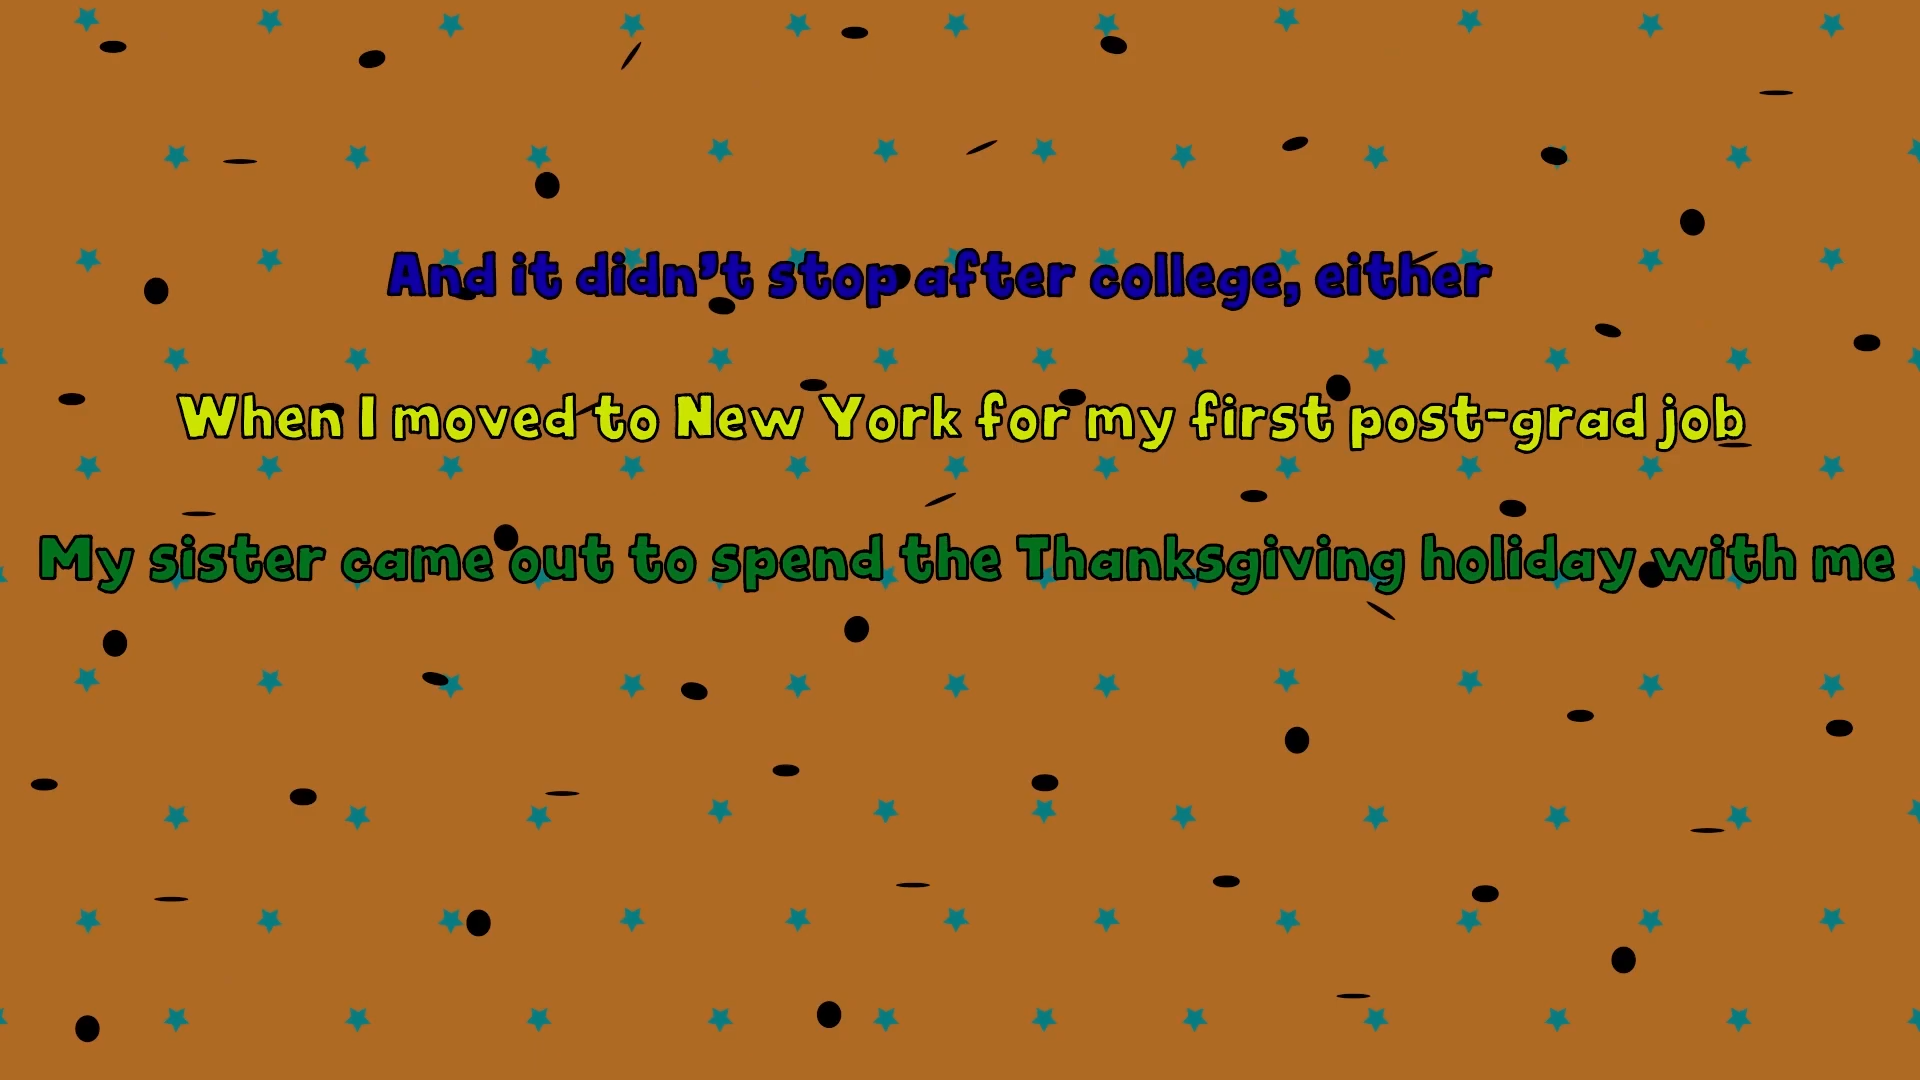 And it didn't stop after college, either
When I moved to New York for my first post-grad job
My sister came out to spend the Thanksgiving holiday with me